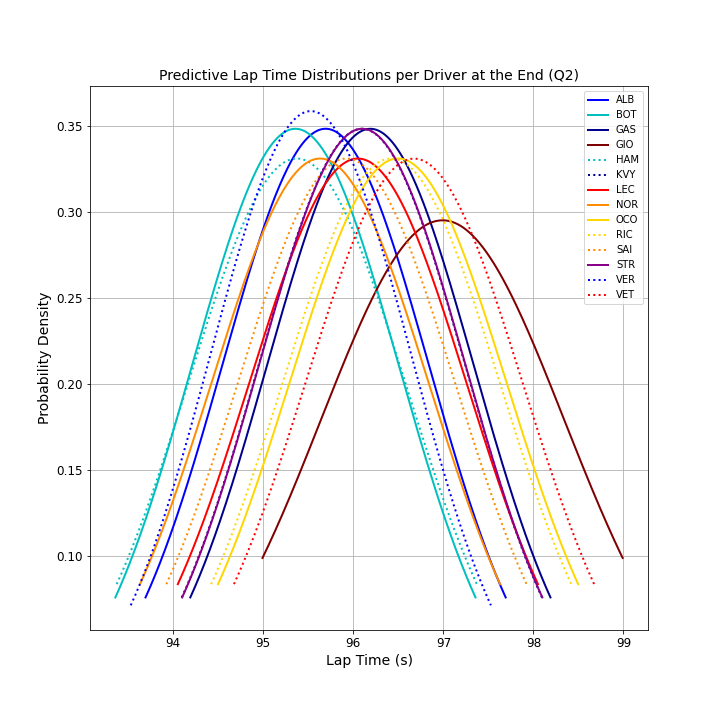 Predictive Lap Time Distributions per Driver at the End (Q2)
ALB
BOT
GAS
GIO
HAM
KVY
LEC
NOR
OCO
RIC
SAI
STR
VER
VET
Probability Density
0.35
0.30
0.25
0.20
0.15
0.10
94 95 96 97 98 99
Lap Time (s)